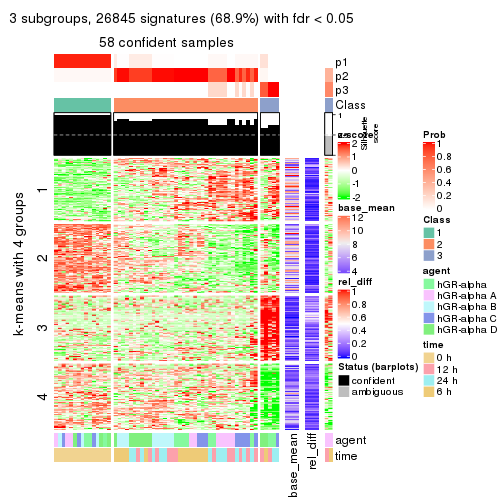 3 subgroups, 26845 signatures (68.9%) with fdr < 0.05
58 confident samples
p1
p2
p3
Class
1
Silhouette
score
z-score
2
1
0
-1
-2
base_mean
12
10
8
6
4
rel_diff
1
0.8
0.6
0.4
0.2
0
Status (barplots)
confident
ambiguous
Prob
1
0.8
0.6
0.4
0.2
0
Class
1
2
3
agent
hGR-alpha
hGR-alpha A
hGR-alpha B
hGR-alpha C
hGR-alpha D
time
0 h
12 h
24 h
6 h
k-means with 4 groups
1
2
3
4
agent
time
base_mean
rel_diff